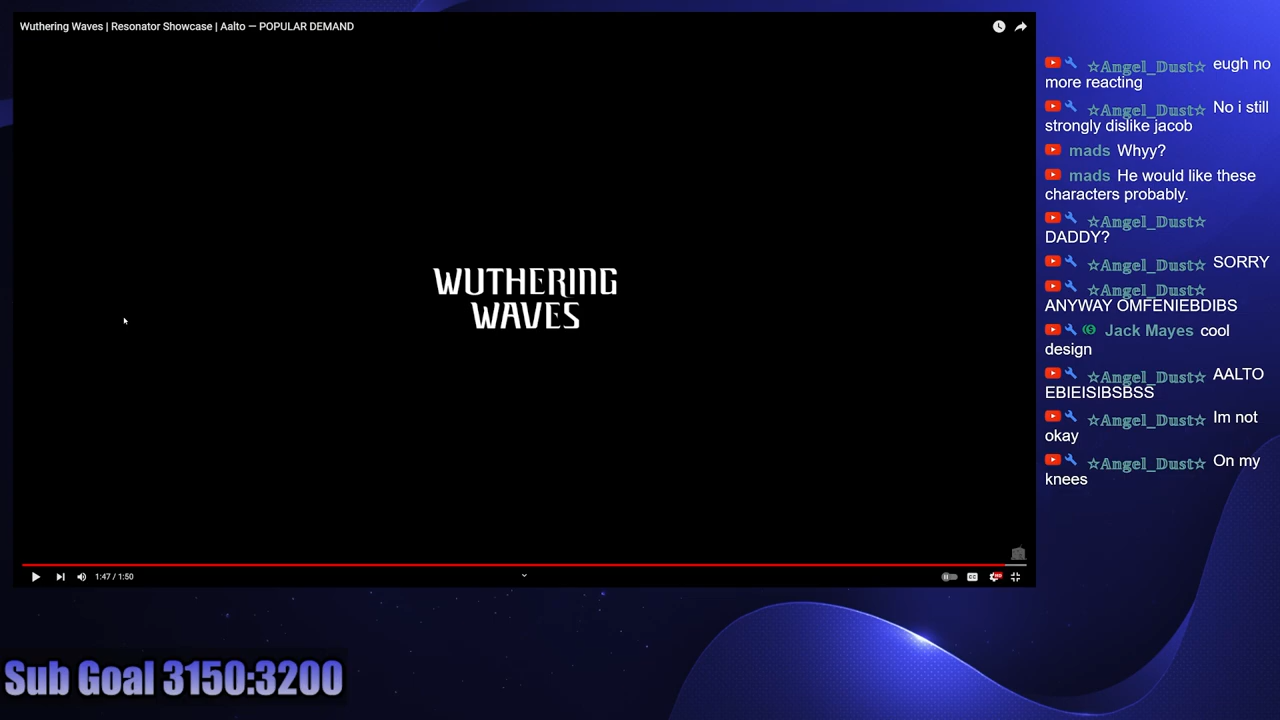 Wuthering Waves | Resonator Showcase | Aalto — POPULAR DEMAND
WUTHERING
WAVES
1:47 / 1:50
CC
☆Angel_Dust☆ eugh no
more reacting
☆Angel_Dust☆ No i still
strongly dislike jacob
mads Whyy?
mads He would like these
characters probably.
☆Angel_Dust☆
DADDY?
☆Angel_Dust☆ SORRY
☆Angel_Dust☆
ANYWAY OMFENIEBDIBS
Jack Mayes cool
design
☆Angel_Dust☆ AALTO
EBIEISIBSBSS
☆Angel_Dust☆ Im not
okay
☆Angel_Dust☆ On my
knees
Sub Goal 3150:3200